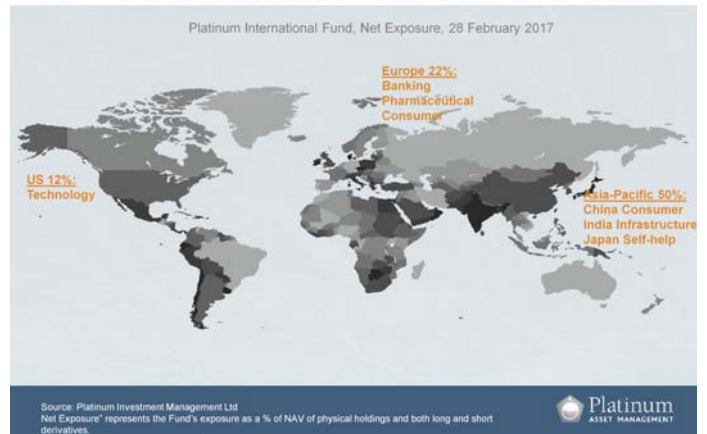 Platinum International Fund, Net Exposure, 28 February 2017
Europe 22%:
Banking
Pharmaceutical
Consumer
US 12%:
Technology
Asia-Pacific 50%:
China Consumer
India Infrastructure
Japan Self-help
Source: Platinum Investment Management Ltd
Net Exposure" represents the Fund's exposure as a % of NAV of physical holdings and both long and short
derivatives.
Platinum
ASSET MANAGEMENT